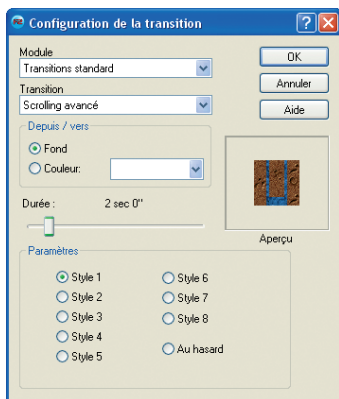 Configuration de la transition
Module
Transitions standard
OK
Annuler
Aide
Transition
Scrolling avancé
Depuis / vers
Fond
Couleur:
Durée :
2 sec 0"
Aperçu
Paramètres
Style 1
Style 2
Style 3
Style 4
Style 5
Style 6
Style 7
Style 8
Au hasard